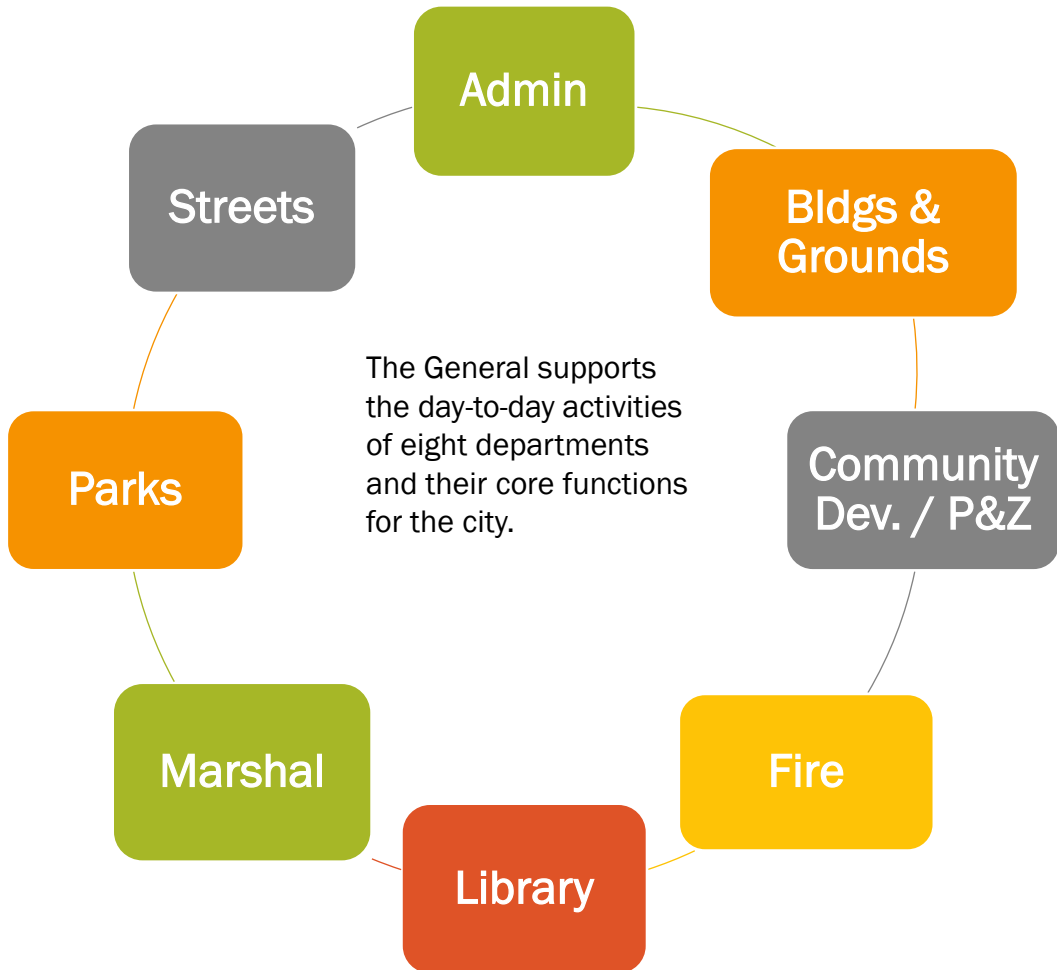 Admin
Bldgs &
Grounds
Community
Dev. / P&Z
Fire
Library
Marshal
Parks
Streets
The General supports
the day-to-day activities
of eight departments
and their core functions
for the city.